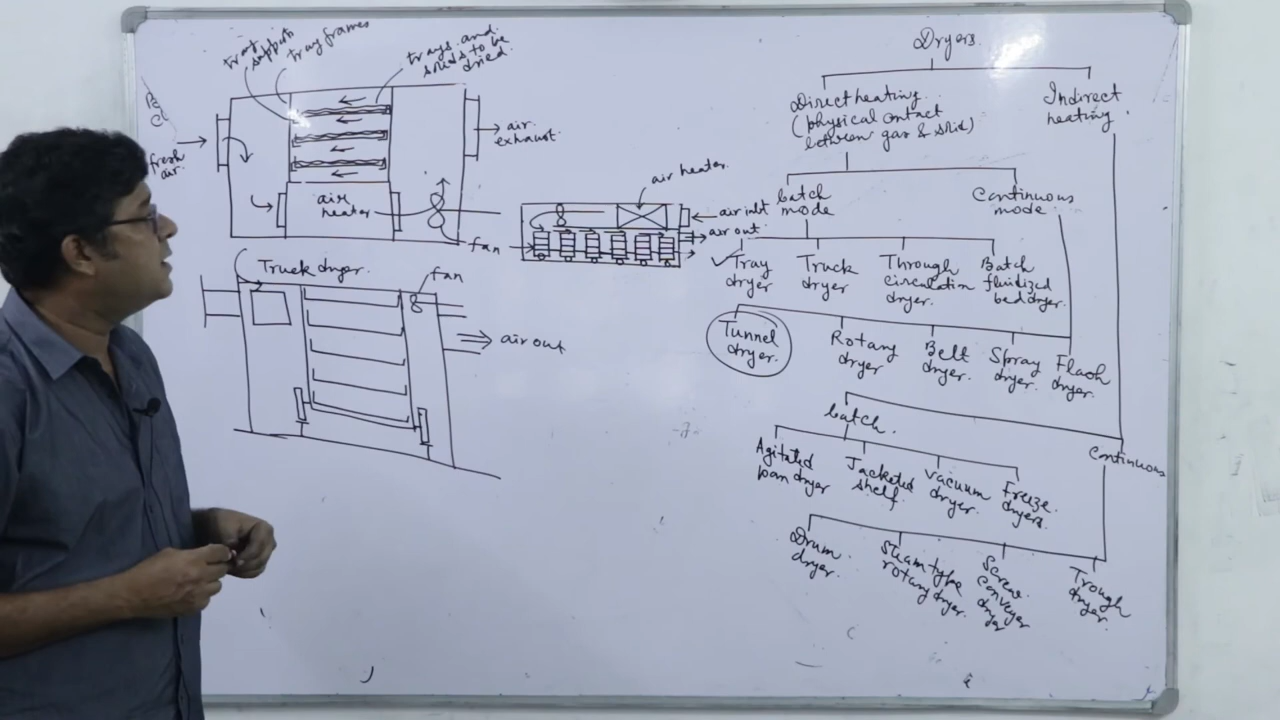 tray
supports
tray frames
trays and
solids to be
dried.
fresh
air.
air
exhaust.
air
heater
fan
Truck dryer.
fan
air out
air heater
air inlet
air out
Dryers
Direct heating
(physical contact
between gas & solid)
Indirect
heating
batch
mode
Continuous
mode
✓Tray
dryer
Truck
dryer
Through
circulation
dryer.
Batch
fluidized
bed dryer.
Tunnel
dryer.
Rotary
dryer
Belt
dryer.
Spray
dryer.
Flash
dryer.
batch.
Continuous
Agitated
pan dryer
Jacketed
shelf.
Vacuum
dryer.
Freeze
dryers.
Drum
dryer.
Steam type
rotary dryer.
Screw
conveyer
dryer
Trough
dryer.